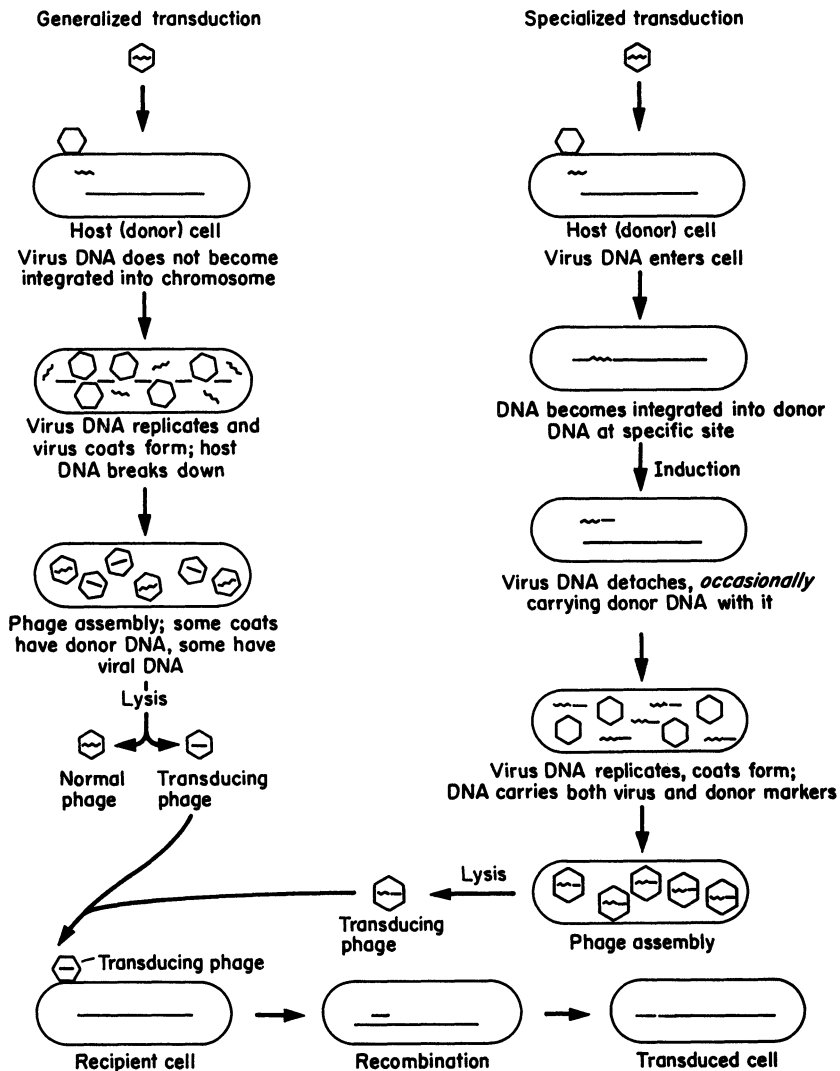 Generalized transduction
Host (donor) cell
Virus DNA does not become
integrated into chromosome
Virus DNA replicates and
virus coats form; host
DNA breaks down
Phage assembly; some coats
have donor DNA, some have
viral DNA
Lysis
Normal
phage
Transducing
phage
Specialized transduction
Host (donor) cell
Virus DNA enters cell
DNA becomes integrated into donor
DNA at specific site
Induction
Virus DNA detaches, occasionally
carrying donor DNA with it
Virus DNA replicates, coats form;
DNA carries both virus and donor markers
Phage assembly
Lysis
Transducing
phage
Transducing phage
Recipient cell
Recombination
Transduced cell